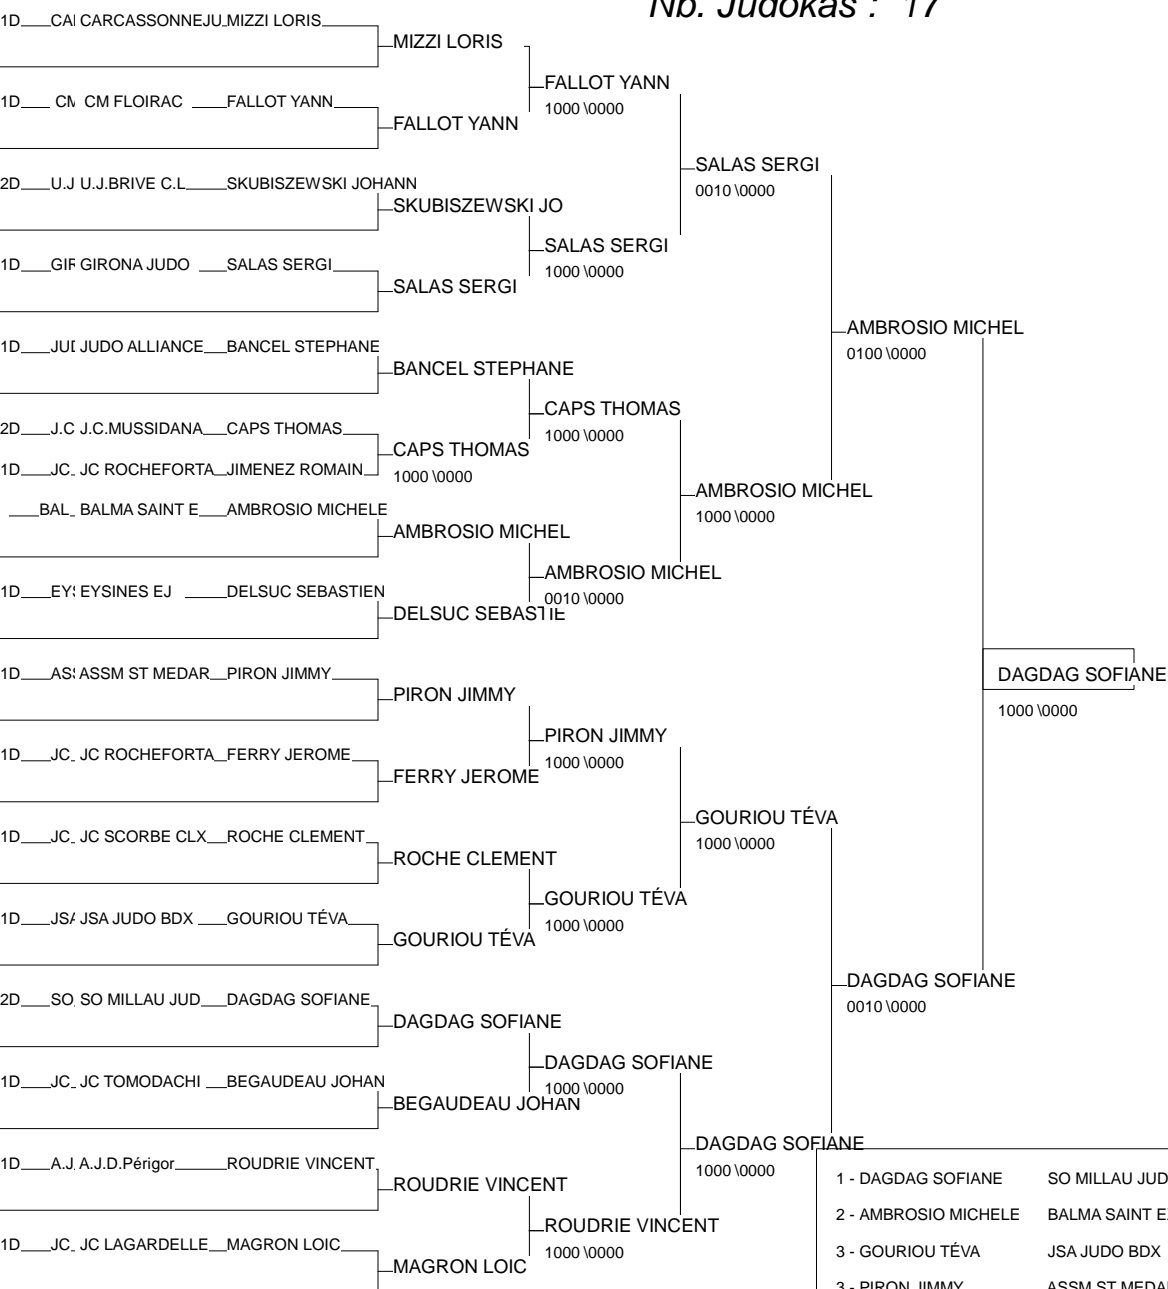 Nb. Judokas : 17
1D CARCASSONNEJU MIZZI LORIS
MIZZI LORIS
FALLOT YANN
1000 \0000
1D CM CM FLOIRAC FALLOT YANN
FALLOT YANN
SALAS SERGI
0010 \0000
2D U.J U.J.BRIVE C.L SKUBISZEWSKI JOHANN
SKUBISZEWSKI JO
SALAS SERGI
1000 \0000
1D GIRONA JUDO SALAS SERGI
SALAS SERGI
AMBROSIO MICHEL
0100 \0000
1D JUDO ALLIANCE BANCEL STEPHANE
BANCEL STEPHANE
CAPS THOMAS
1000 \0000
2D J.C J.C.MUSSIDANA CAPS THOMAS
CAPS THOMAS
1D JC JC ROCHEFORTA JIMENEZ ROMAIN
1000 \0000
AMBROSIO MICHEL
1000 \0000
BAL BALMA SAINT E AMBROSIO MICHELE
AMBROSIO MICHEL
AMBROSIO MICHEL
0010 \0000
1D EYSINES EJ DELSUC SEBASTIEN
DELSUC SEBASTIE
1D ASSM ST MEDAR PIRON JIMMY
DAGDAG SOFIANE
1000 \0000
PIRON JIMMY
PIRON JIMMY
1000 \0000
1D JC JC ROCHEFORTA FERRY JEROME
FERRY JEROME
GOURIOU TÉVA
1000 \0000
1D JC JC SCORBE CLX ROCHE CLEMENT
ROCHE CLEMENT
GOURIOU TÉVA
1000 \0000
1D JSA JSA JUDO BDX GOURIOU TÉVA
GOURIOU TÉVA
DAGDAG SOFIANE
0010 \0000
2D SO SO MILLAU JUD DAGDAG SOFIANE
DAGDAG SOFIANE
DAGDAG SOFIANE
1000 \0000
1D JC JC TOMODACHI BEGAUDEAU JOHAN
BEGAUDEAU JOHAN
DAGDAG SOFIANE
1000 \0000
1D A.J A.J.D.Périgor ROUDRIE VINCENT
ROUDRIE VINCENT
ROUDRIE VINCENT
1000 \0000
1D JC JC LAGARDELLE MAGRON LOIC
MAGRON LOIC
1 - DAGDAG SOFIANE SO MILLAU JUD
2 - AMBROSIO MICHELE BALMA SAINT E
3 - GOURIOU TÉVA JSA JUDO BDX
3 - PIRON JIMMY ASSM ST MEDA